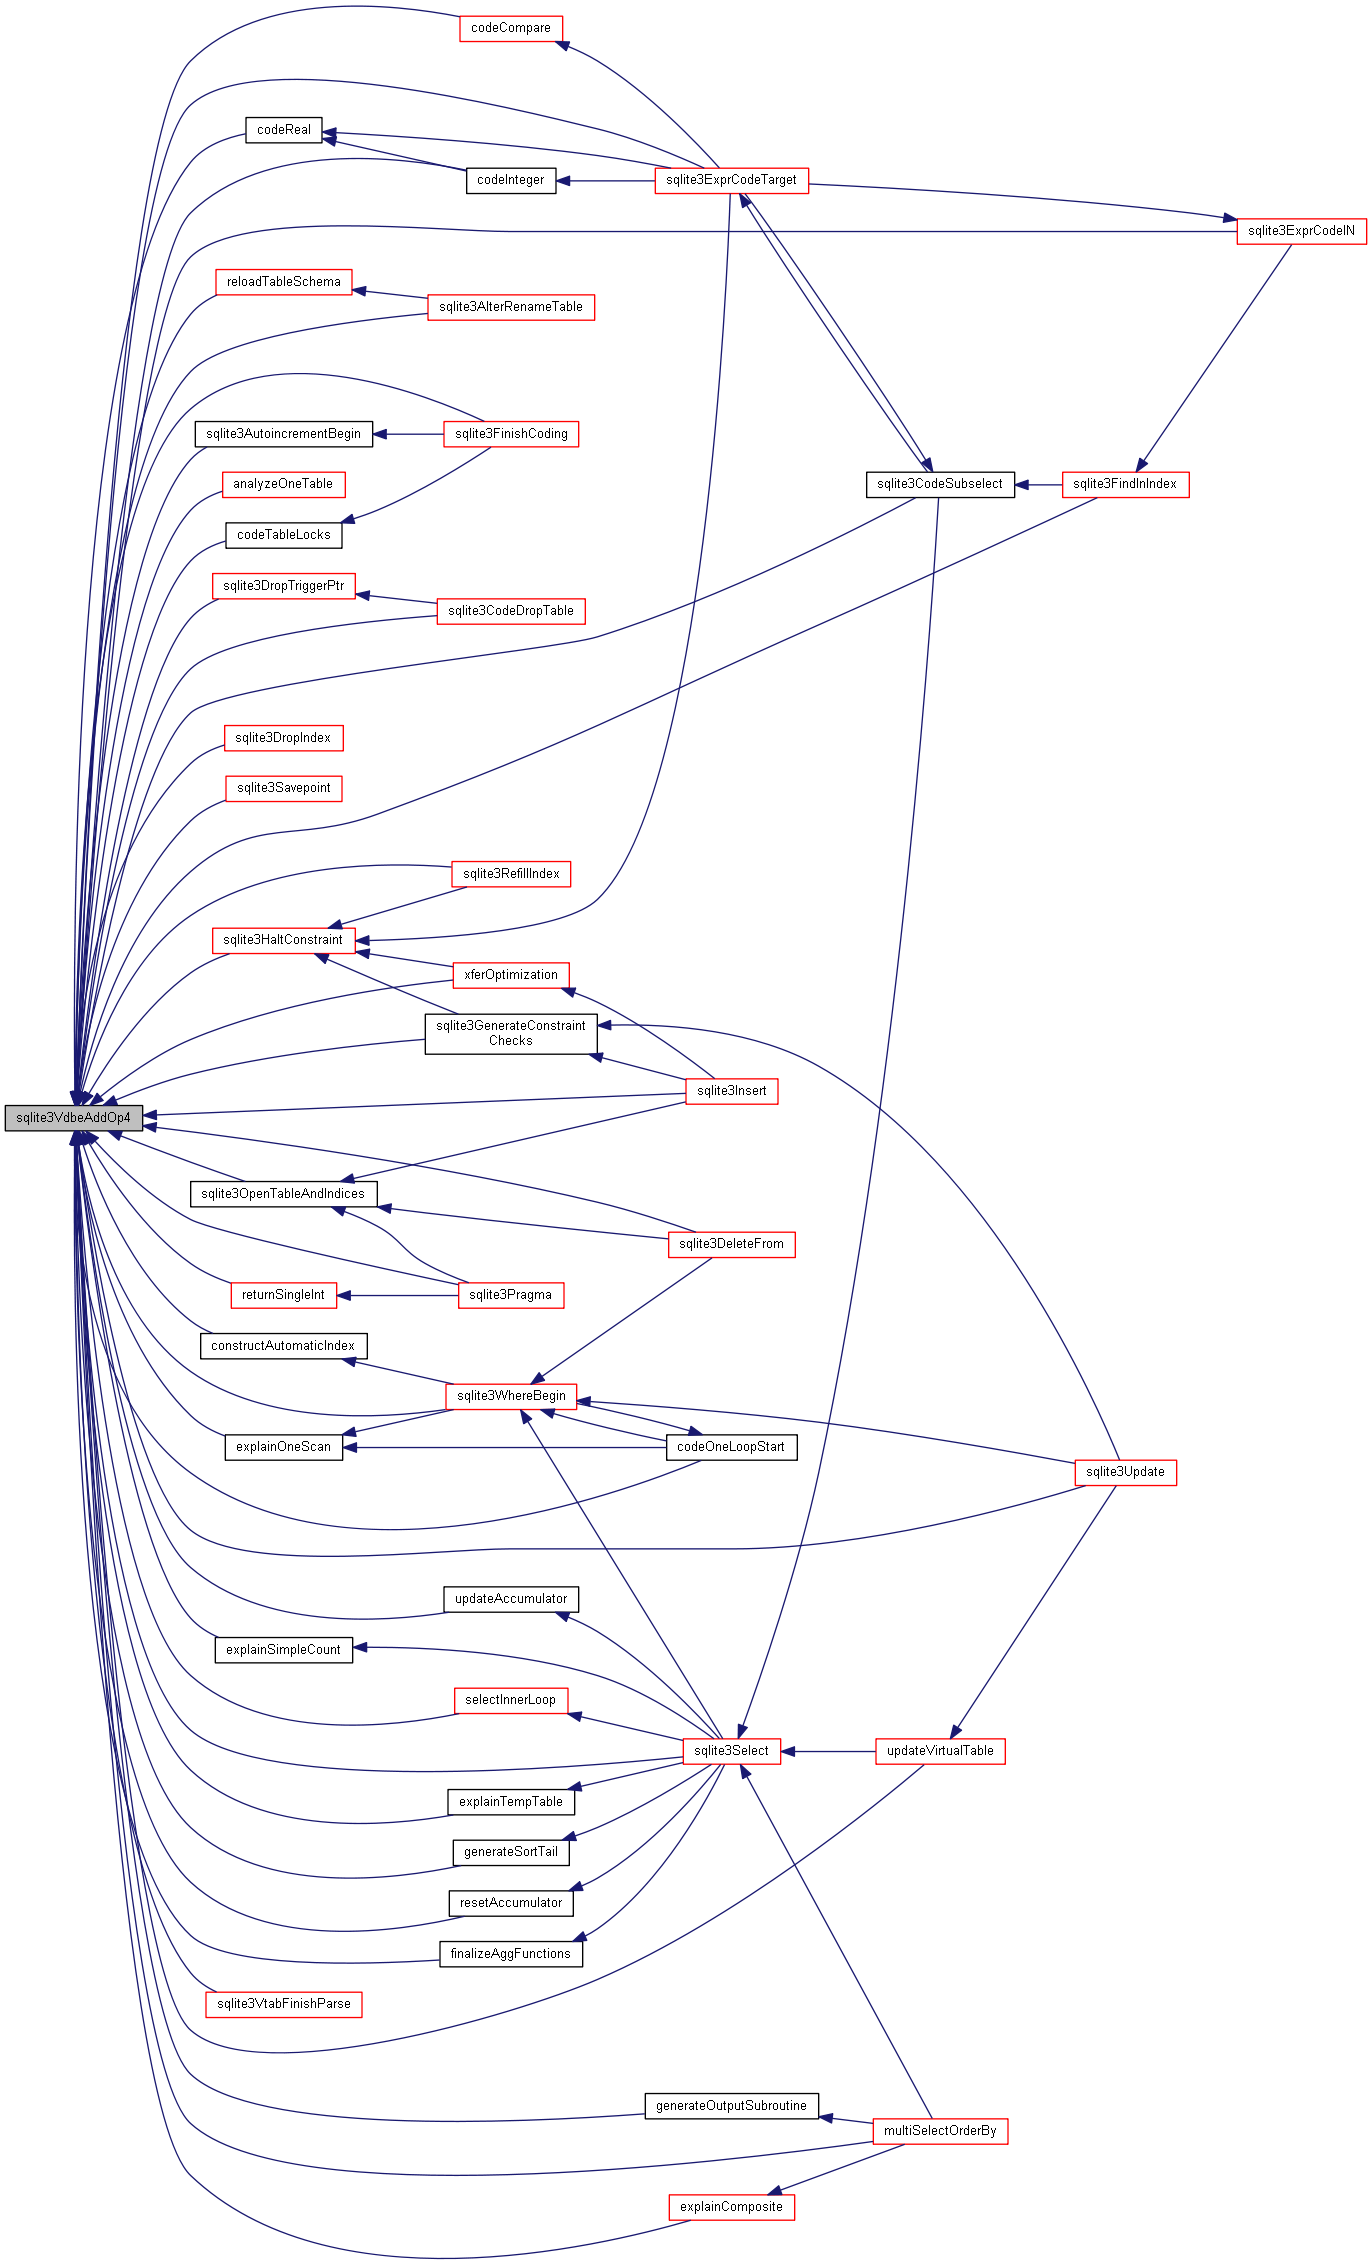 codeCompare
codeReal
codeInteger
sqlite3ExprCodeTarget
sqlite3ExprCodeIN
reloadTableSchema
sqlite3AlterRenameTable
sqlite3AutoincrementBegin
sqlite3FinishCoding
analyzeOneTable
sqlite3CodeSubselect
sqlite3FindInIndex
codeTableLocks
sqlite3DropTriggerPtr
sqlite3CodeDropTable
sqlite3DropIndex
sqlite3Savepoint
sqlite3RefillIndex
sqlite3HaltConstraint
xferOptimization
sqlite3GenerateConstraint
Checks
sqlite3Insert
sqlite3VdbeAddOp4
sqlite3OpenTableAndIndices
sqlite3DeleteFrom
returnSingleInt
sqlite3Pragma
constructAutomaticIndex
sqlite3WhereBegin
explainOneScan
codeOneLoopStart
sqlite3Update
updateAccumulator
explainSimpleCount
selectInnerLoop
sqlite3Select
updateVirtualTable
explainTempTable
generateSortTail
resetAccumulator
finalizeAggFunctions
sqlite3VtabFinishParse
generateOutputSubroutine
multiSelectOrderBy
explainComposite